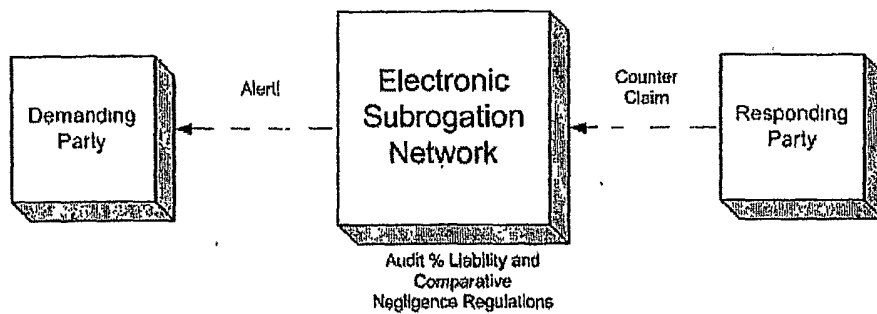 Demanding
Party
Alert!
Electronic
Subrogation
Network
Counter
Claim
Responding
Party
Audit % Liability and
Comparative
Negligence Regulations